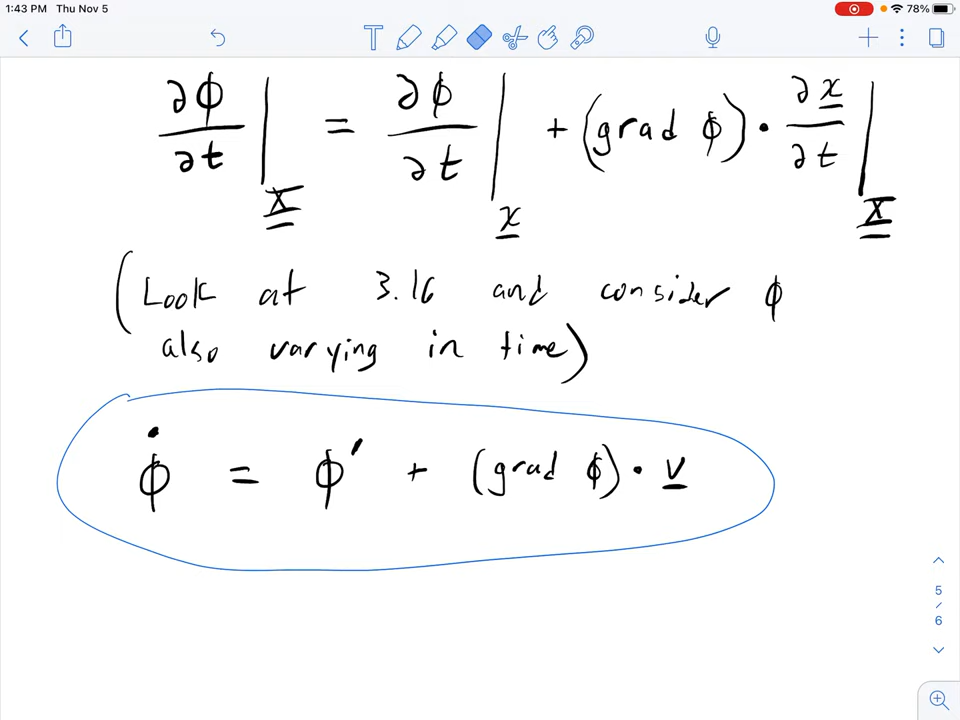 1:43 PM Thu Nov 5 78%
∂ϕ/∂t |_X = ∂ϕ/∂t |_x + (grad ϕ) · ∂x/∂t |_X
(Look at 3.16 and consider ϕ
also varying in time)
ϕ̇ = ϕ′ + (grad ϕ) · v
5
/
6